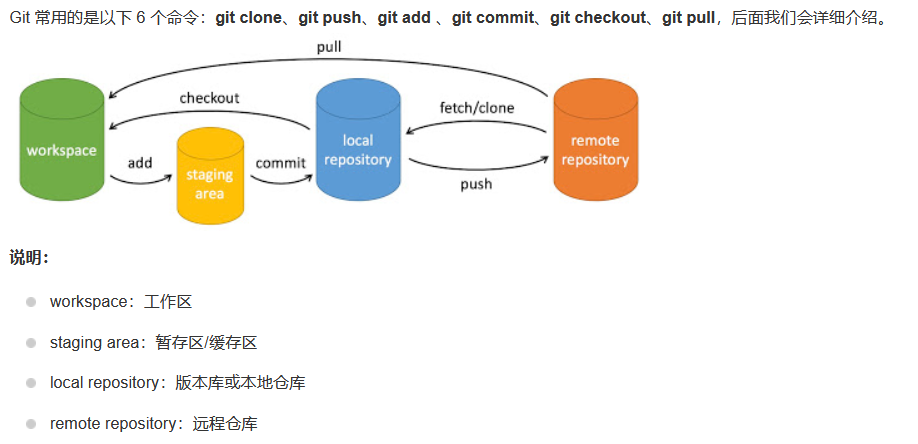 Git 常用的是以下 6 个命令：git clone、git push、git add 、git commit、git checkout、git pull，后面我们会详细介绍。
pull
checkout
fetch/clone
workspace
local
repository
remote
repository
add
staging
area
commit
push
说明：
workspace：工作区
staging area：暂存区/缓存区
local repository：版本库或本地仓库
remote repository：远程仓库